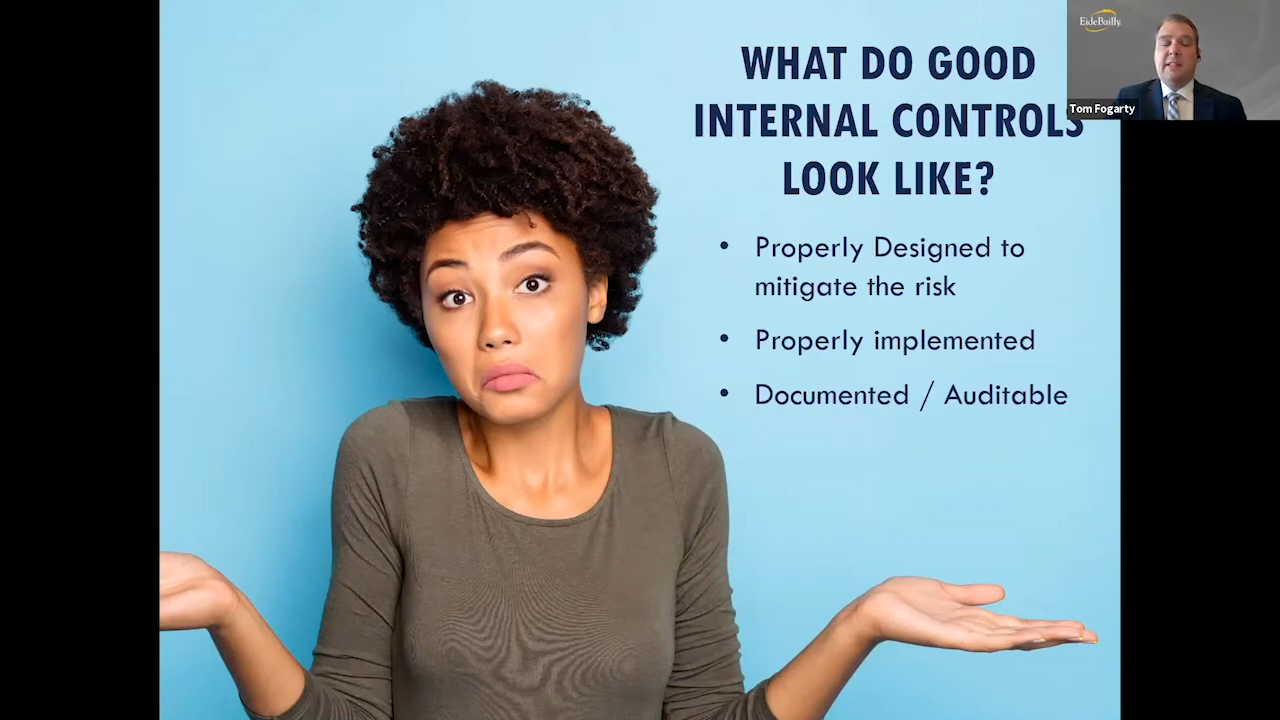 WHAT DO GOOD
INTERNAL CONTROLS
LOOK LIKE?
• Properly Designed to
mitigate the risk
• Properly implemented
• Documented / Auditable
EideBailly
Tom Fogarty